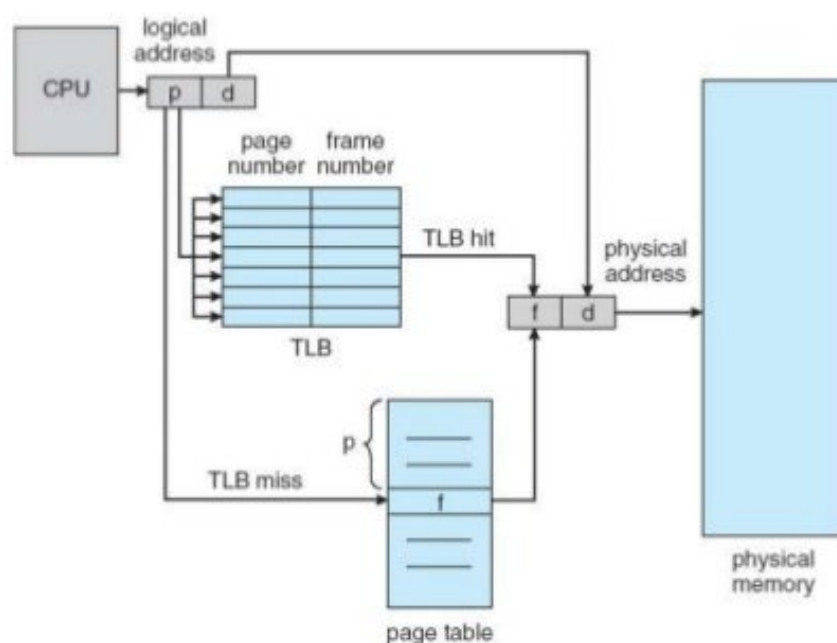 logical
address
CPU
p
d
page
number
frame
number
TLB hit
physical
address
f
d
TLB
p
TLB miss
f
physical
memory
page table